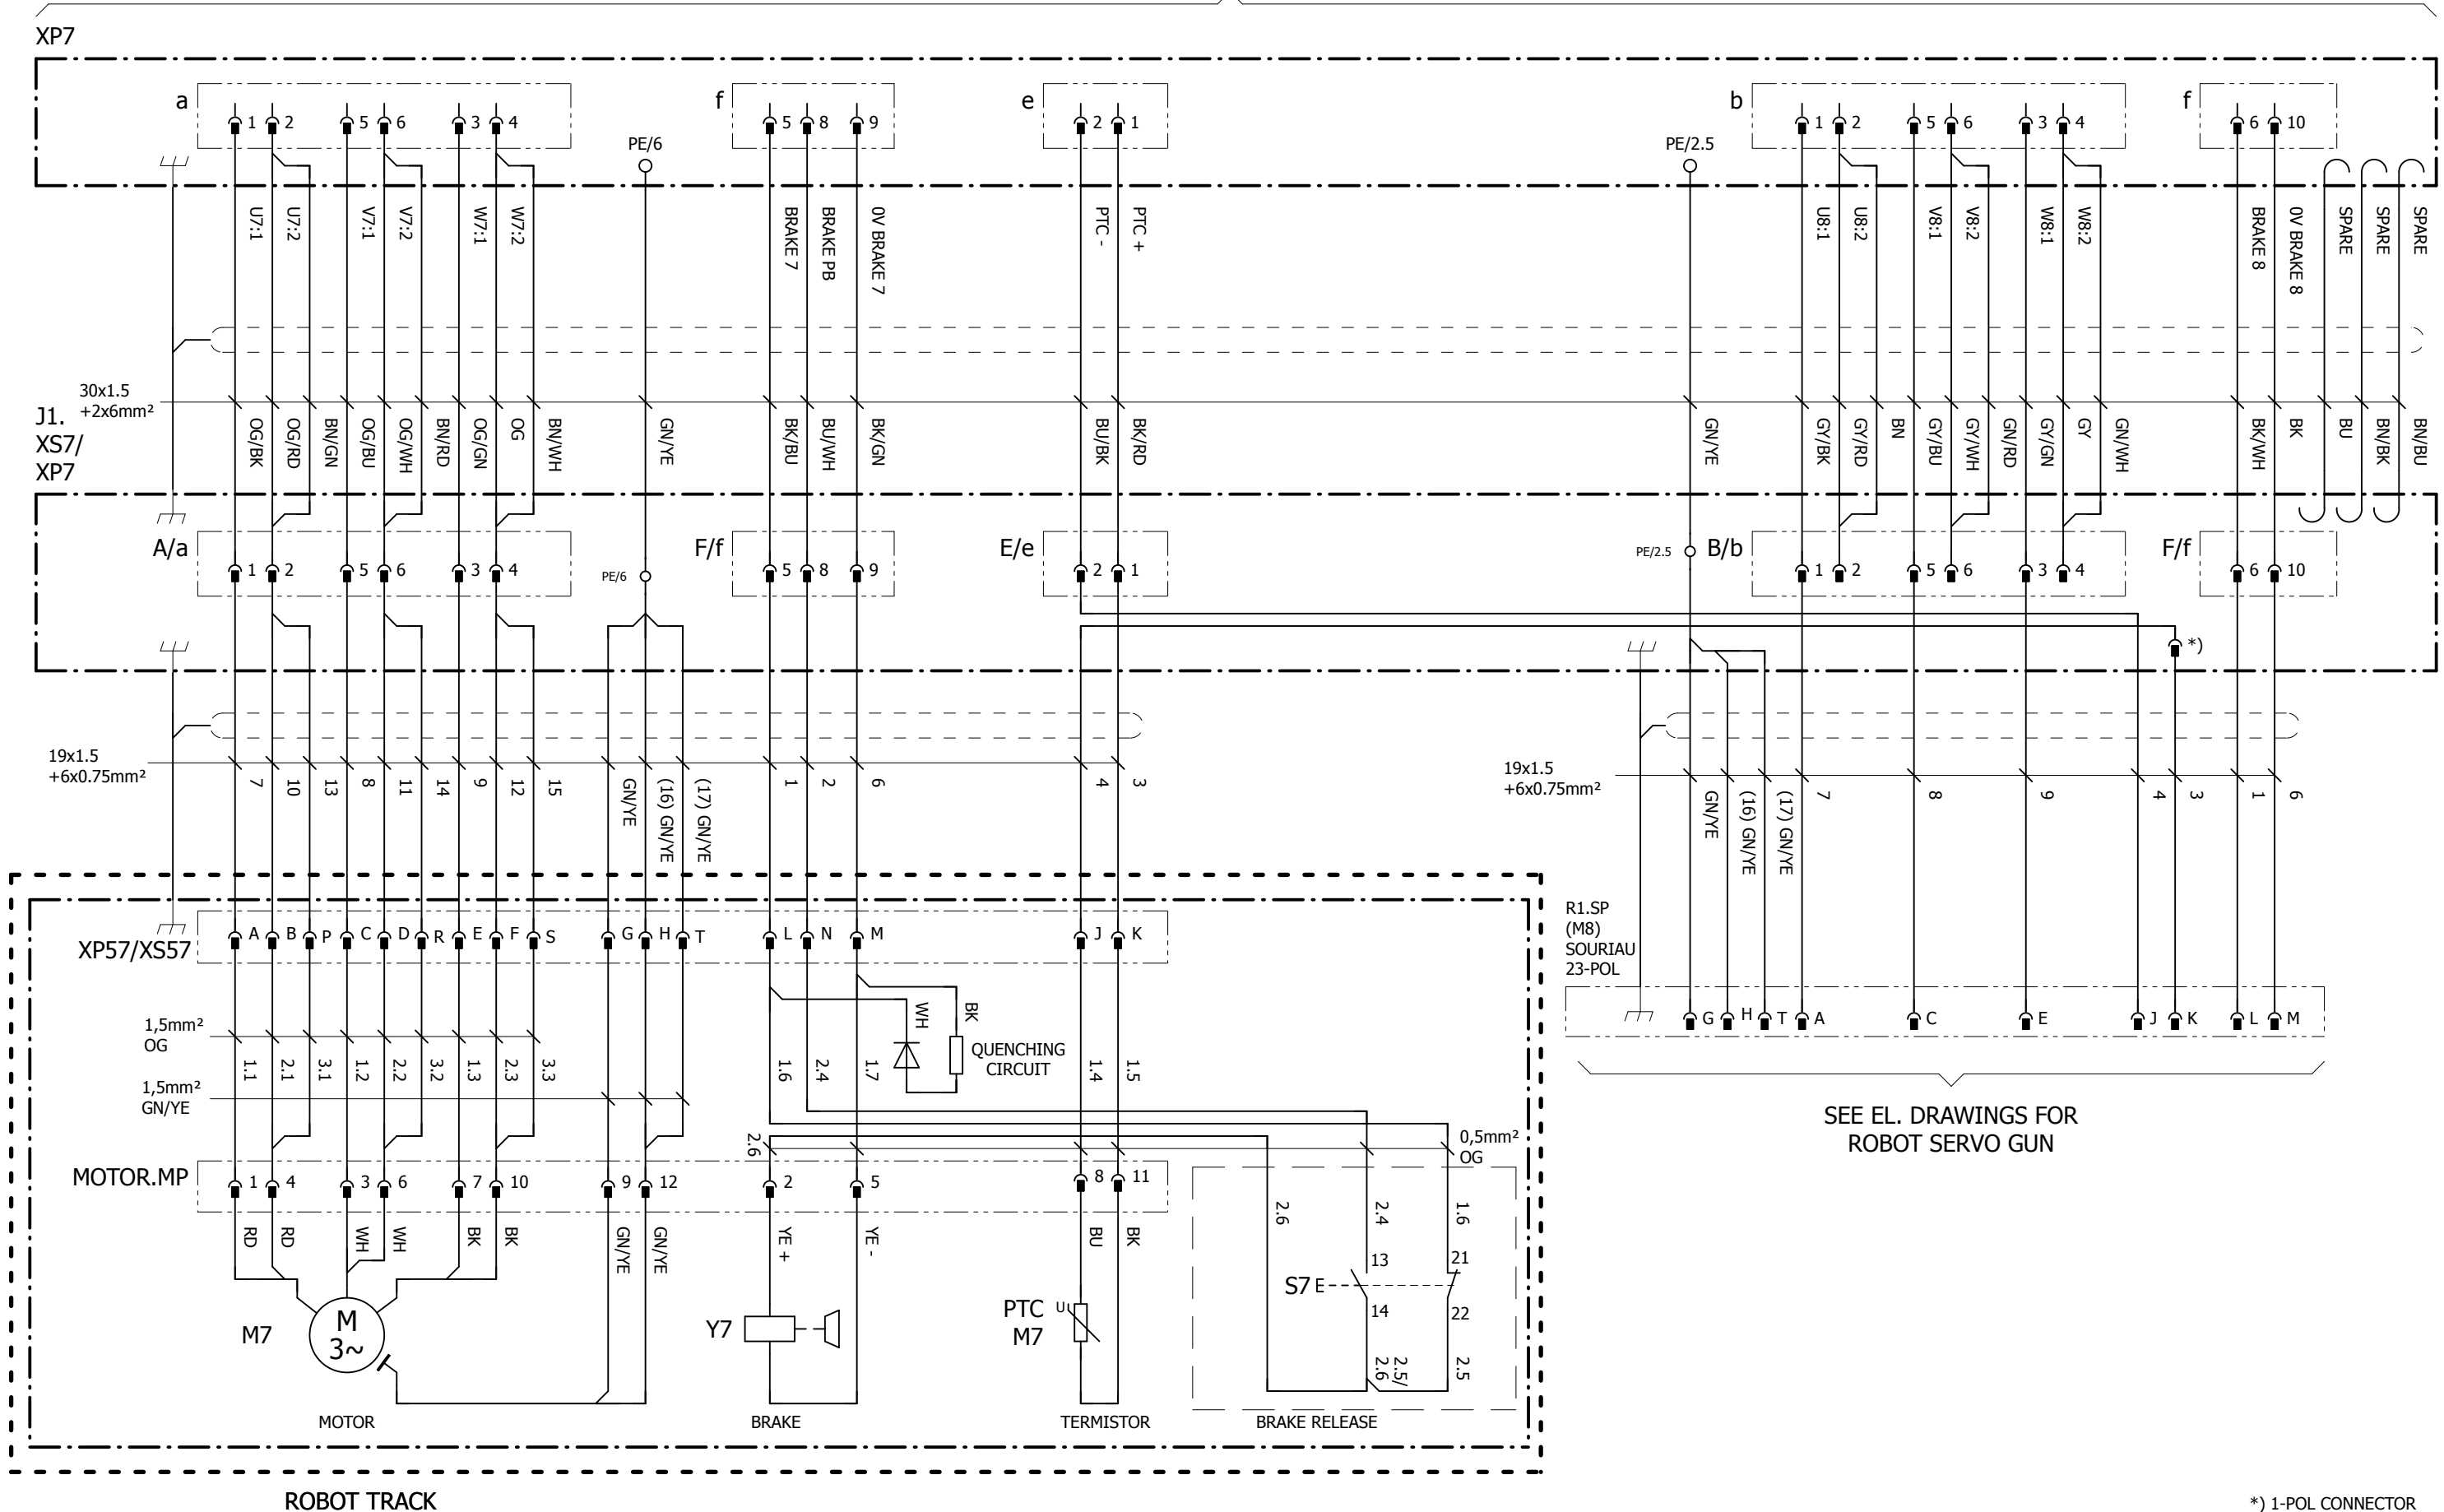 XP7
a 1 2 5 6 3 4
f 5 8 9
e 2 1
b 1 2 5 6 3 4
f 6 10
PE/6
PE/2.5
U7:1 U7:2 V7:1 V7:2 W7:1 W7:2
BRAKE 7 BRAKE PB 0V BRAKE 7
PTC - PTC +
U8:1 U8:2 V8:1 V8:2 W8:1 W8:2
BRAKE 8 0V BRAKE 8 SPARE SPARE SPARE
30x1.5
+2x6mm²
J1.
XS7/
XP7
OG/BK OG/RD BN/GN OG/BU OG/WH BN/RD OG/GN OG BN/WH GN/YE BK/BU BU/WH BK/GN BU/BK BK/RD GN/YE GY/BK GY/RD BN GY/BU GY/WH GN/RD GY/GN GY GN/WH BK/WH BK BU BN/BK BN/BU
A/a 1 2 5 6 3 4
PE/6
F/f 5 8 9
E/e 2 1
PE/2.5
B/b 1 2 5 6 3 4
F/f 6 10
*)
19x1.5
+6x0.75mm²
7 10 13 8 11 14 9 12 15 GN/YE (16) GN/YE (17) GN/YE 1 2 6 4 3
19x1.5
+6x0.75mm²
GN/YE (16) GN/YE (17) GN/YE 7 8 9 4 3 1 6
XP57/XS57 A B P C D R E F S G H T L N M J K
R1.SP
(M8)
SOURIAU
23-POL
G H T A C E J K L M
WH BK
QUENCHING
CIRCUIT
1,5mm²
OG
1.1 2.1 3.1 1.2 2.2 3.2 1.3 2.3 3.3 1.6 2.4 1.7 1.4 1.5
1,5mm²
GN/YE
SEE EL. DRAWINGS FOR
ROBOT SERVO GUN
2.6
0,5mm²
OG
MOTOR.MP 1 4 3 6 7 10 9 12 2 5 8 11
RD RD WH WH BK BK GN/YE GN/YE YE + YE - BU BK
2.6 2.4 1.6
13 21
S7
14 22
M7
M
3~
Y7
PTC
M7
U
2.6 2.5/ 2.5
MOTOR
BRAKE
TERMISTOR
BRAKE RELEASE
ROBOT TRACK
*) 1-POL CONNECTOR